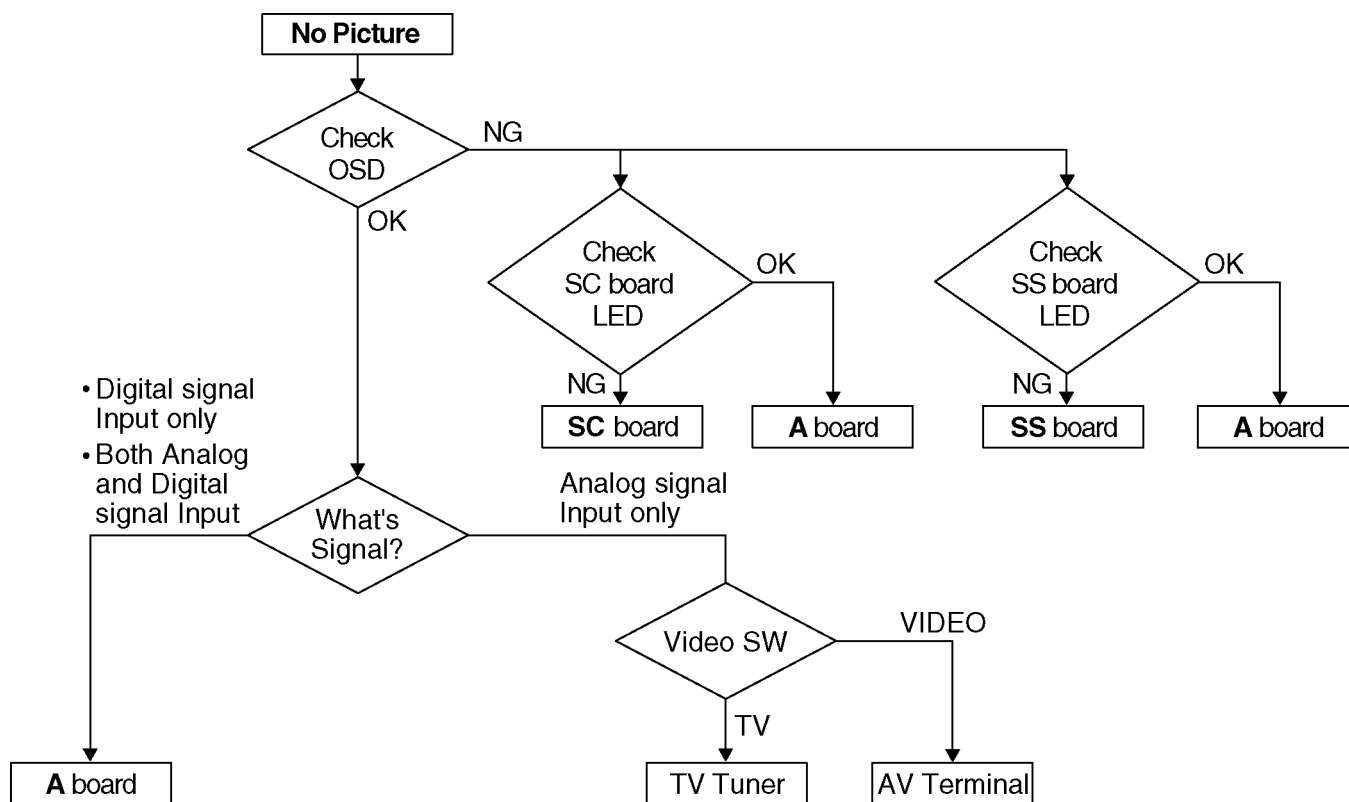 No Picture
Check
OSD
NG
OK
Check
SC board
LED
OK
NG
SC board
A board
Check
SS board
LED
OK
NG
SS board
A board
• Digital signal
Input only
• Both Analog
and Digital
signal Input
What's
Signal?
Analog signal
Input only
Video SW
VIDEO
TV
A board
TV Tuner
AV Terminal